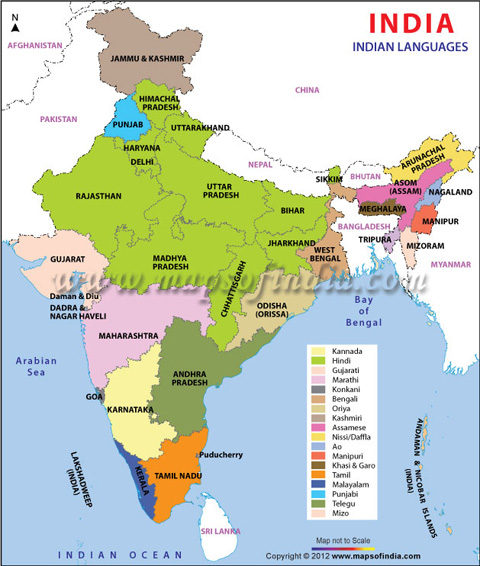 N
INDIA
INDIAN LANGUAGES
AFGHANISTAN
JAMMU & KASHMIR
CHINA
HIMACHAL
PRADESH
PAKISTAN
PUNJAB
UTTARAKHAND
HARYANA
DELHI
ARUNACHAL
PRADESH
NEPAL
SIKKIM
BHUTAN
ASOM
(ASSAM)
NAGALAND
RAJASTHAN
UTTAR
PRADESH
BIHAR
MEGHALAYA
MANIPUR
BANGLADESH
TRIPURA
JHARKHAND
WEST
BENGAL
MIZORAM
GUJARAT
MADHYA
PRADESH
CHHATTISGARH
MYANMAR
www.mapsofindia.com
Daman & Diu
DADRA &
NAGAR HAVELI
ODISHA
(ORISSA)
Bay
of
Bengal
MAHARASHTRA
Arabian
Sea
ANDHRA
PRADESH
GOA
KARNATAKA
Puducherry
KERALA
TAMIL NADU
LAKSHADWEEP
(INDIA)
ANDAMAN & NICOBAR ISLANDS
(INDIA)
SRI LANKA
INDIAN OCEAN
Kannada
Hindi
Gujarati
Marathi
Konkani
Bengali
Oriya
Kashmiri
Assamese
Nissi/Daffla
Ao
Manipuri
Khasi & Garo
Tamil
Malayalam
Punjabi
Telegu
Mizo
Map not to Scale
Copyright © 2012 www.mapsofindia.com